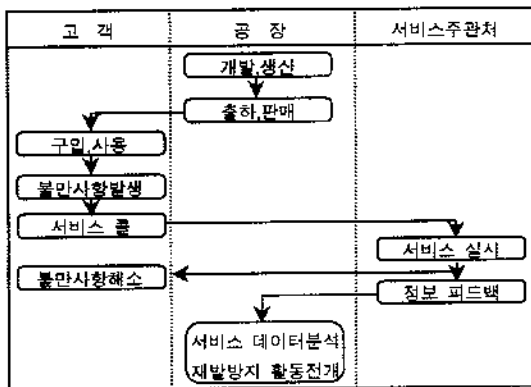 고 객 공 장 서비스주관처
개발,생산
출하,판매
구입,사용
불만사항발생
서비스 콜
서비스 실시
불만사항해소
정보 피드백
서비스 데이터분석
재발방지 활동전개